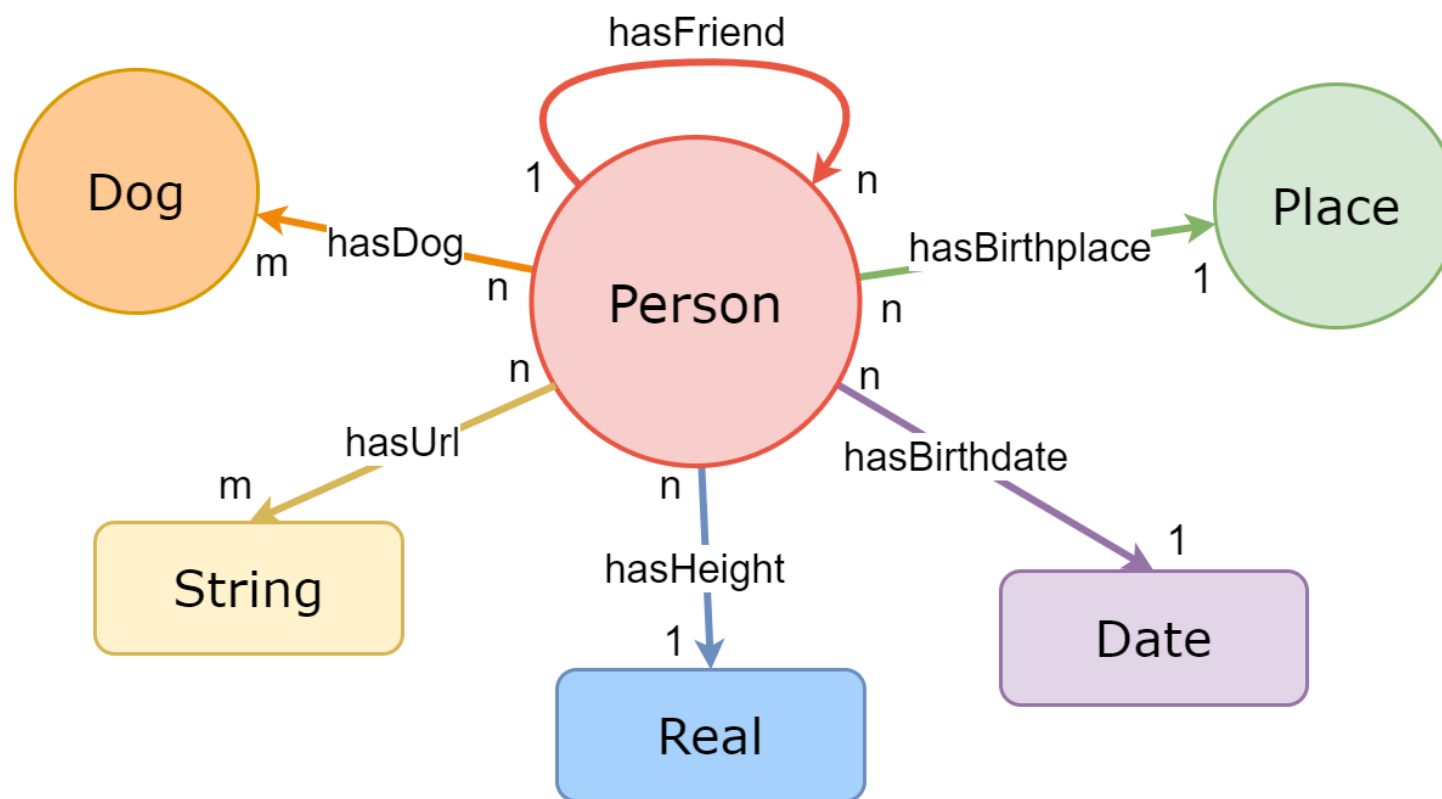 hasFriend
Dog
1
n
Place
hasDog
m
n
hasBirthplace
n
1
Person
n
hasUrl
m
n
hasBirthdate
1
n
hasHeight
1
String
Real
Date